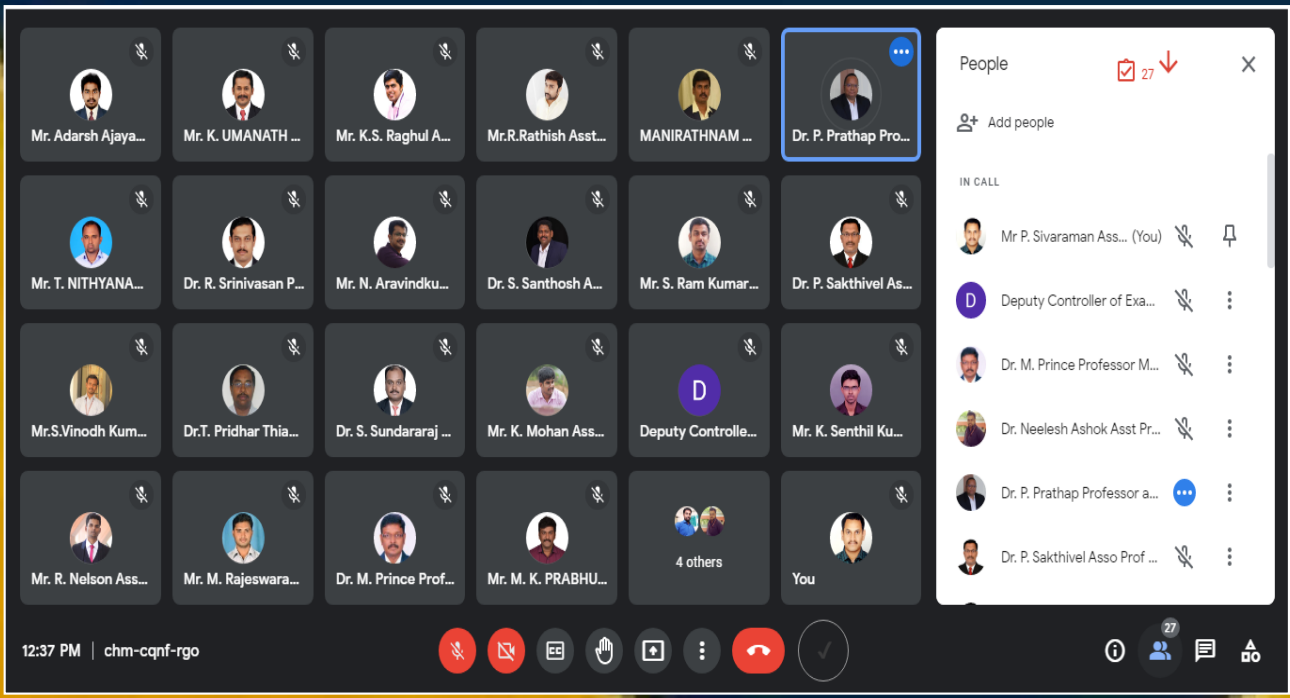 Mr. Adarsh Ajaya...
Mr. K. UMANATH ...
Mr. K.S. Raghul A...
Mr.R.Rathish Asst...
MANIRATHNAM ...
Dr. P. Prathap Pro...
Mr. T. NITHYANA...
Dr. R. Srinivasan P...
Mr. N. Aravindku...
Dr. S. Santhosh A...
Mr. S. Ram Kumar...
Dr. P. Sakthivel As...
Mr.S.Vinodh Kum...
Dr.T. Pridhar Thia...
Dr. S. Sundararaj ...
Mr. K. Mohan Ass...
D
Deputy Controlle...
Mr. K. Senthil Ku...
Mr. R. Nelson Ass...
Mr. M. Rajeswara...
Dr. M. Prince Prof...
Mr. M. K. PRABHU...
4 others
You
People
27
Add people
IN CALL
Mr P. Sivaraman Ass... (You)
D
Deputy Controller of Exa...
Dr. M. Prince Professor M...
Dr. Neelesh Ashok Asst Pr...
Dr. P. Prathap Professor a...
Dr. P. Sakthivel Asso Prof ...
12:37 PM | chm-cqnf-rgo
CC
27